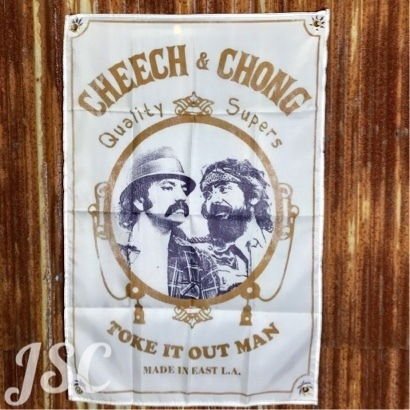 CHEECH & CHONG
Quality Supers
TOKE IT OUT MAN
MADE IN EAST L.A.
JSC